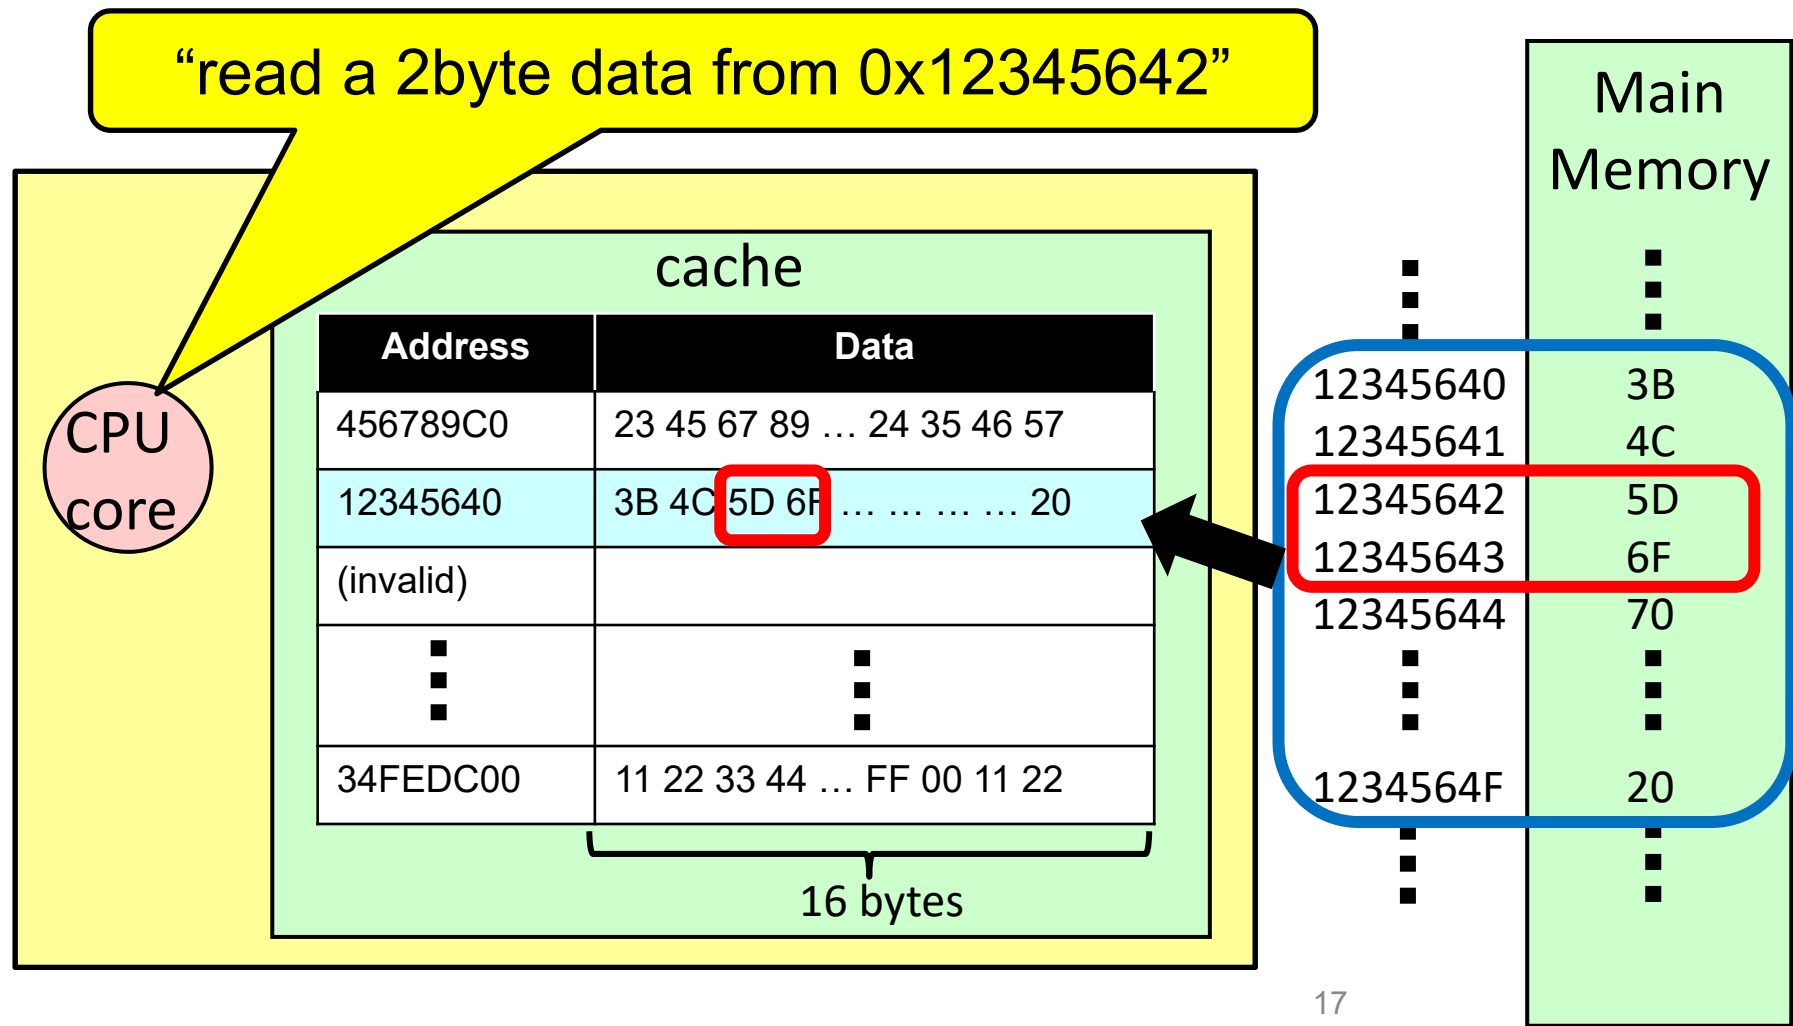 “read a 2byte data from 0x12345642”
Main
Memory
cache
Address Data
CPU
core
456789C0 23 45 67 89 … 24 35 46 57
12345640 3B 4C 5D 6F … … … … 20
(invalid)
34FEDC00 11 22 33 44 … FF 00 11 22
16 bytes
12345640 3B
12345641 4C
12345642 5D
12345643 6F
12345644 70
1234564F 20
17